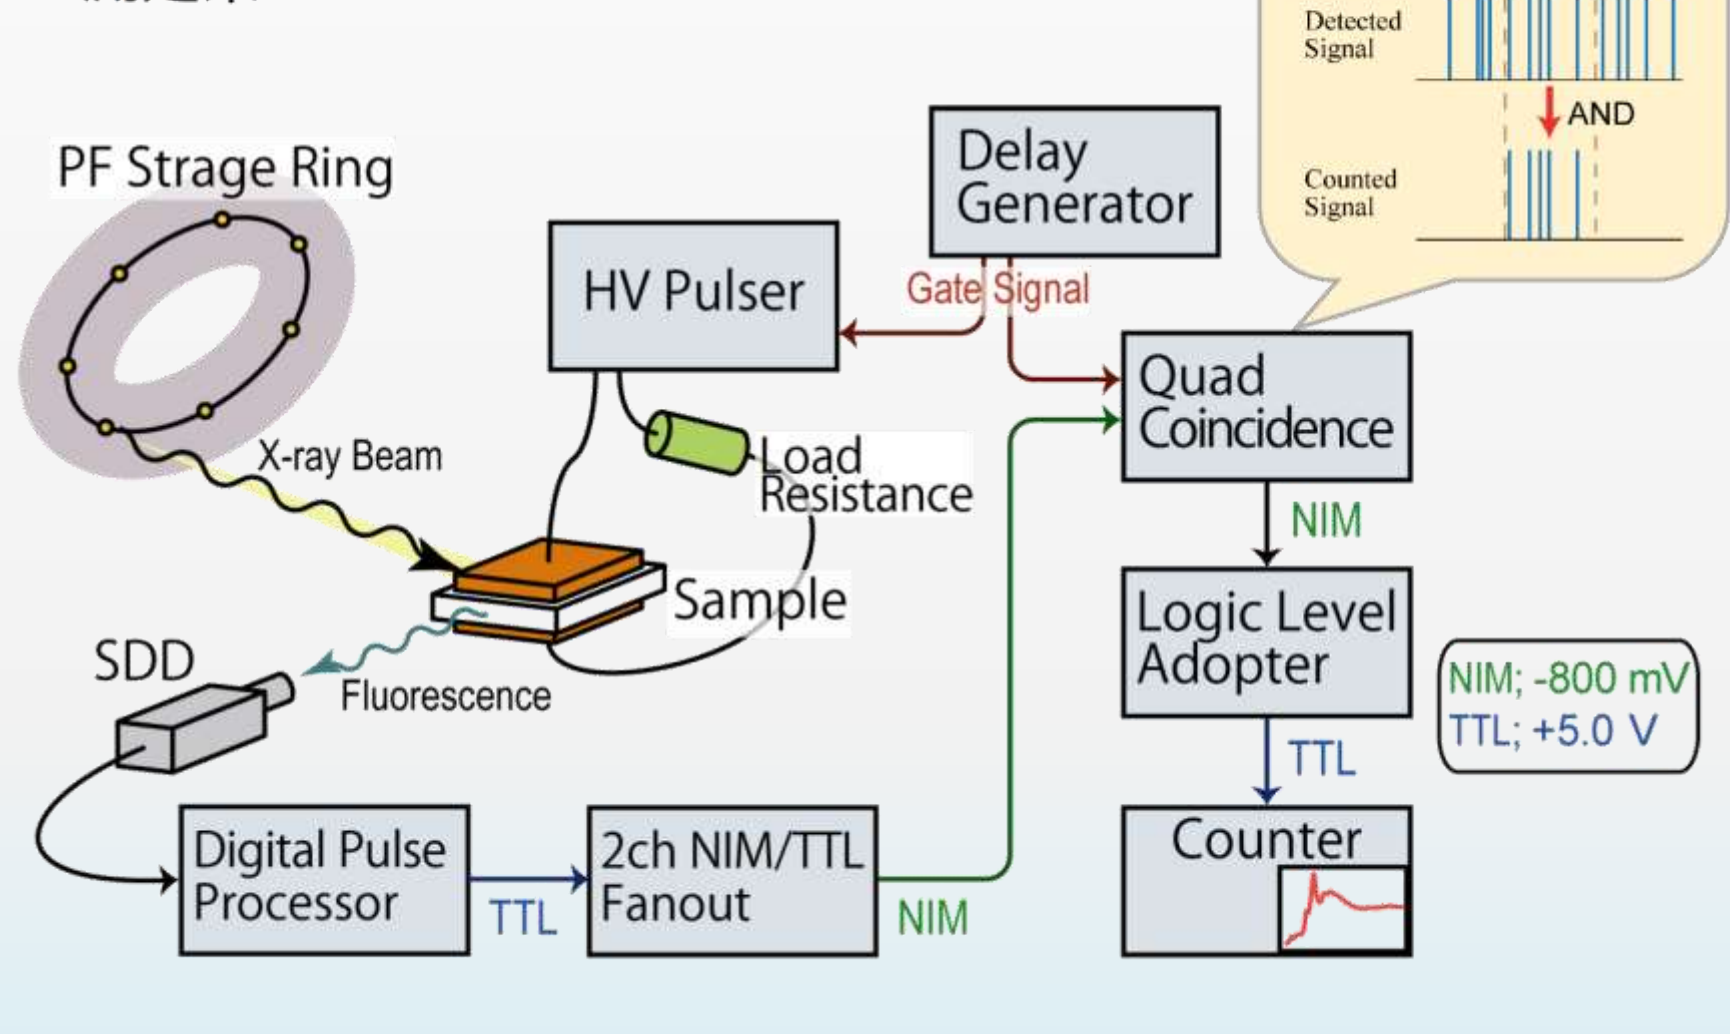 Detected
Signal
AND
Counted
Signal
PF Strage Ring
Delay
Generator
HV Pulser
Gate Signal
Quad
Coincidence
X-ray Beam
Load
Resistance
NIM
Sample
Logic Level
Adopter
SDD
Fluorescence
NIM; -800 mV
TTL; +5.0 V
TTL
Digital Pulse
Processor
TTL
2ch NIM/TTL
Fanout
NIM
Counter